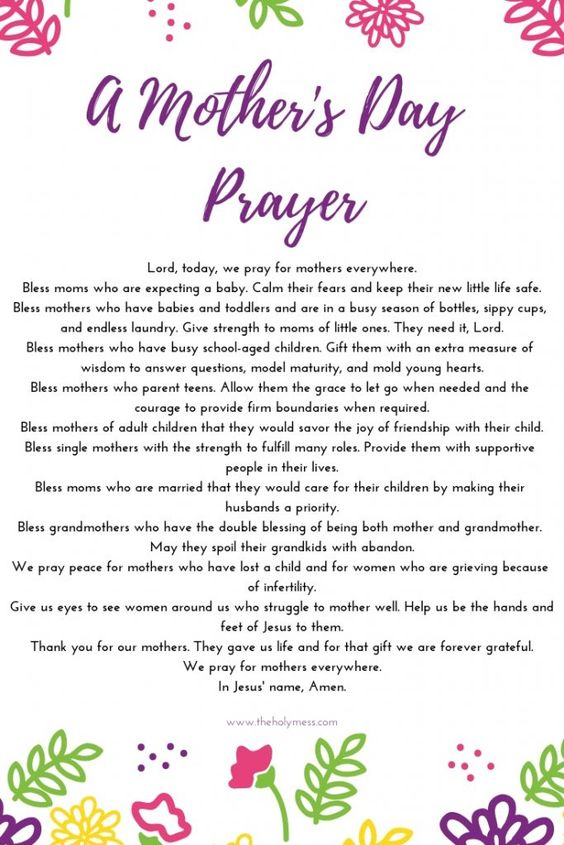 A Mother's Day
Prayer
Lord, today, we pray for mothers everywhere.
Bless moms who are expecting a baby. Calm their fears and keep their new little life safe.
Bless mothers who have babies and toddlers and are in a busy season of bottles, sippy cups,
and endless laundry. Give strength to moms of little ones. They need it, Lord.
Bless mothers who have busy school-aged children. Gift them with an extra measure of
wisdom to answer questions, model maturity, and mold young hearts.
Bless mothers who parent teens. Allow them the grace to let go when needed and the
courage to provide firm boundaries when required.
Bless mothers of adult children that they would savor the joy of friendship with their child.
Bless single mothers with the strength to fulfill many roles. Provide them with supportive
people in their lives.
Bless moms who are married that they would care for their children by making their
husbands a priority.
Bless grandmothers who have the double blessing of being both mother and grandmother.
May they spoil their grandkids with abandon.
We pray peace for mothers who have lost a child and for women who are grieving because
of infertility.
Give us eyes to see women around us who struggle to mother well. Help us be the hands and
feet of Jesus to them.
Thank you for our mothers. They gave us life and for that gift we are forever grateful.
We pray for mothers everywhere.
In Jesus' name, Amen.
www.theholymess.com